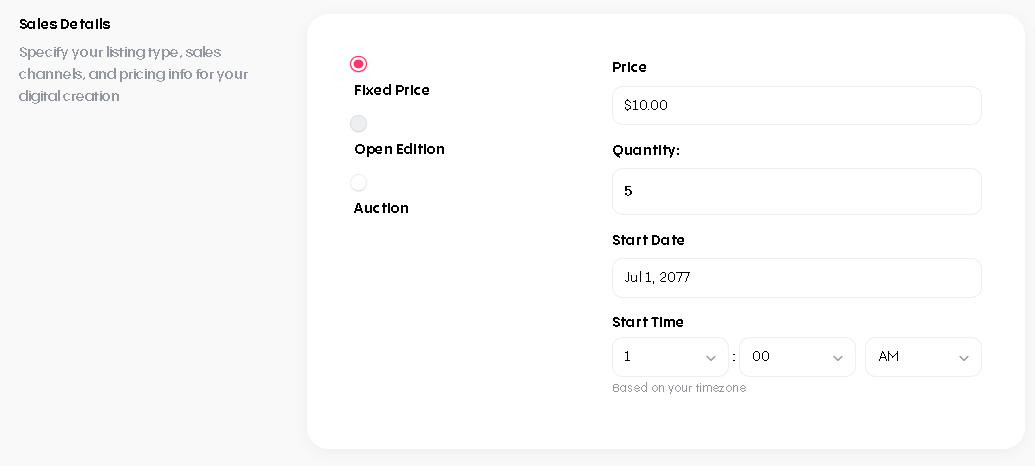 Sales Details
Specify your listing type, sales
channels, and pricing info for your
digital creation
Fixed Price
Open Edition
Auction
Price
$10.00
Quantity:
5
Start Date
Jul 1, 2077
Start Time
1 : 00 AM
Based on your timezone